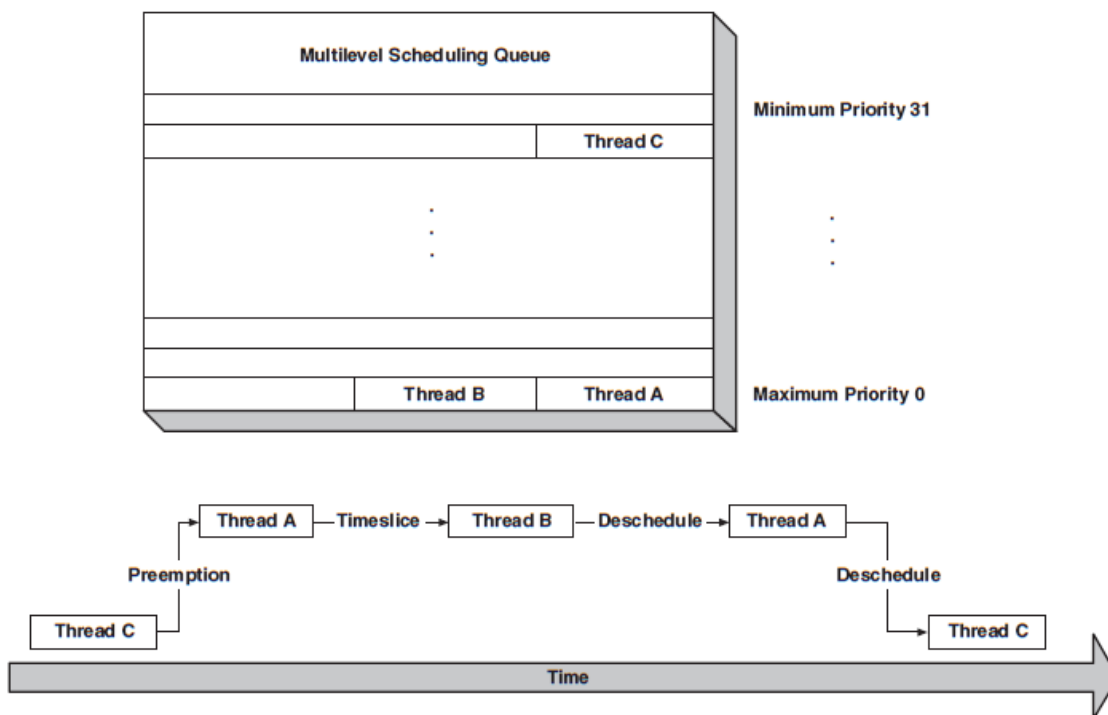 Multilevel Scheduling Queue
Minimum Priority 31
Thread C
Thread B
Thread A
Maximum Priority 0
Thread A
Timeslice
Thread B
Deschedule
Thread A
Preemption
Deschedule
Thread C
Thread C
Time